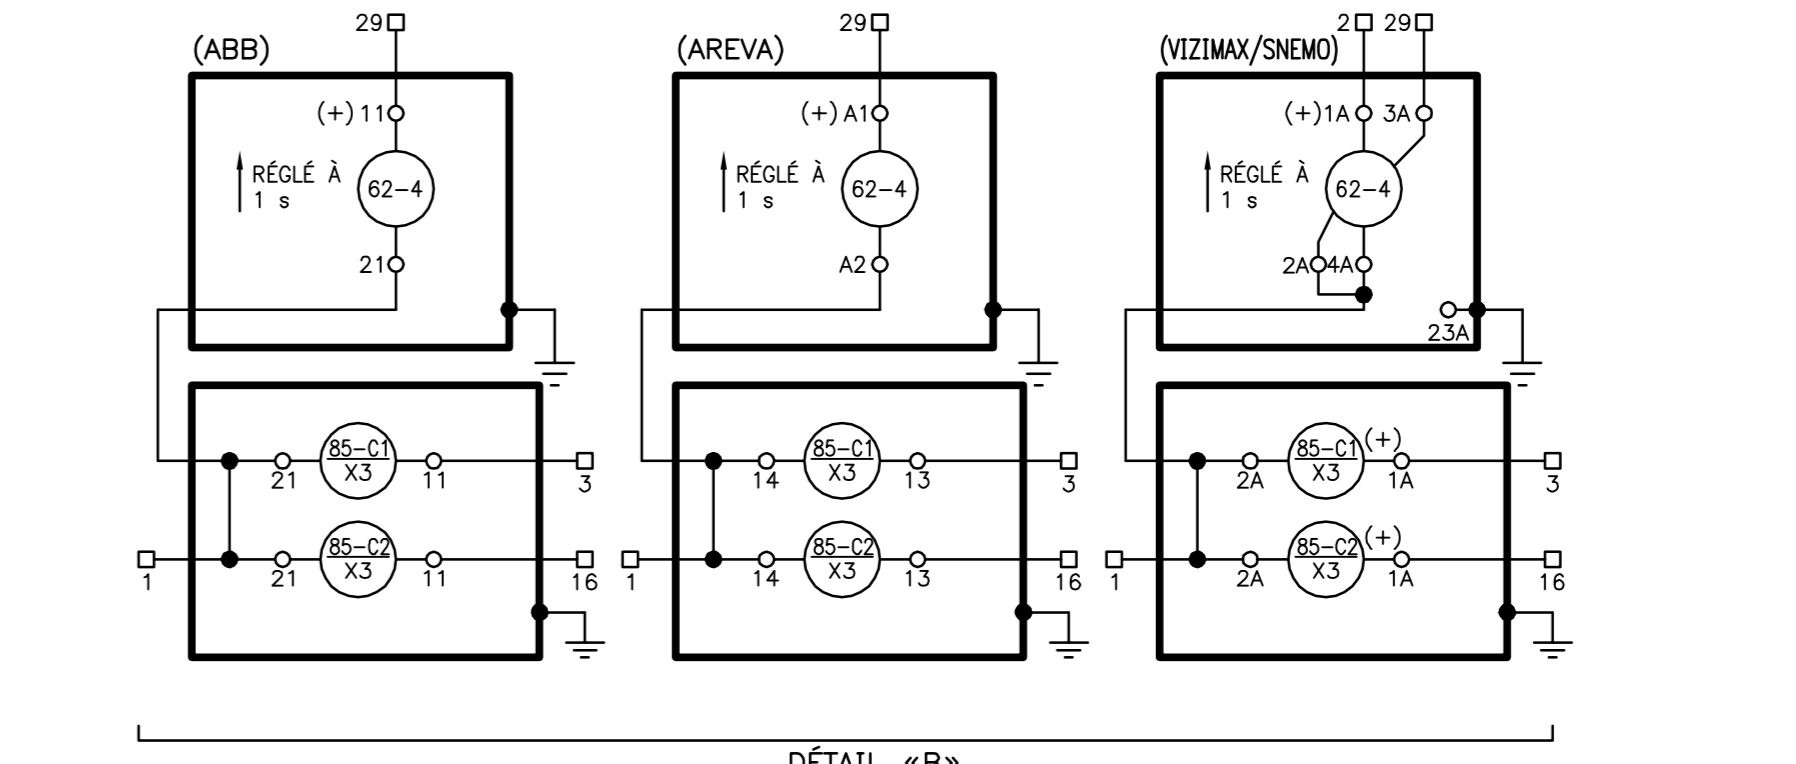 29
(ABB)
(+) 11
RÉGLÉ À
1 s
62-4
21
85-C1
X3
21
11
3
85-C2
X3
1
21
11
16
29
(AREVA)
(+) A1
RÉGLÉ À
1 s
62-4
A2
85-C1
X3
14
13
3
85-C2
X3
1
14
13
16
2
29
(VIZIMAX/SNEMO)
(+)1A
3A
RÉGLÉ À
1 s
62-4
2A
4A
23A
85-C1
(+)
X3
2A
1A
3
85-C2
(+)
X3
1
2A
1A
16
DÉTAIL «B»